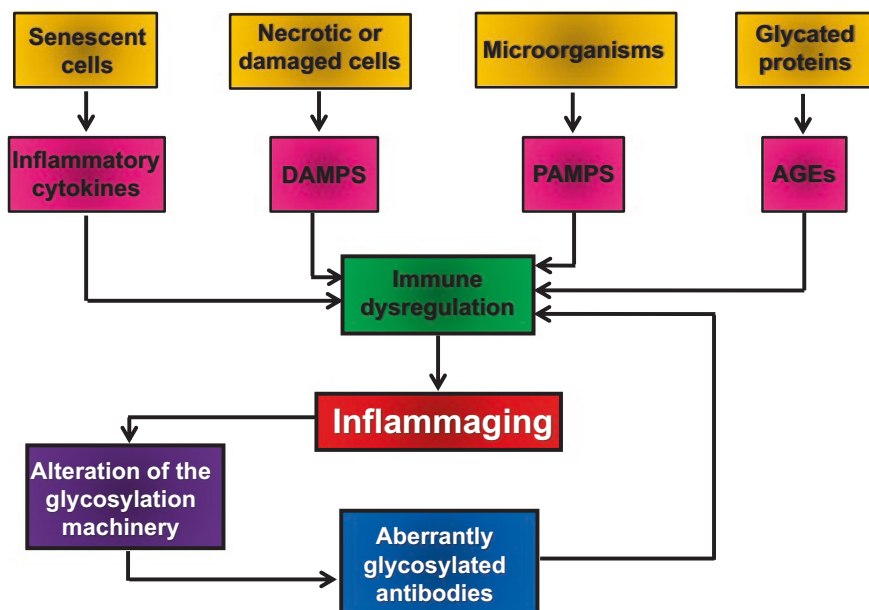 Senescent
cells
Necrotic or
damaged cells
Microorganisms
Glycated
proteins
Inflammatory
cytokines
DAMPS
PAMPS
AGEs
Immune
dysregulation
Inflammaging
Alteration of the
glycosylation
machinery
Aberrantly
glycosylated
antibodies